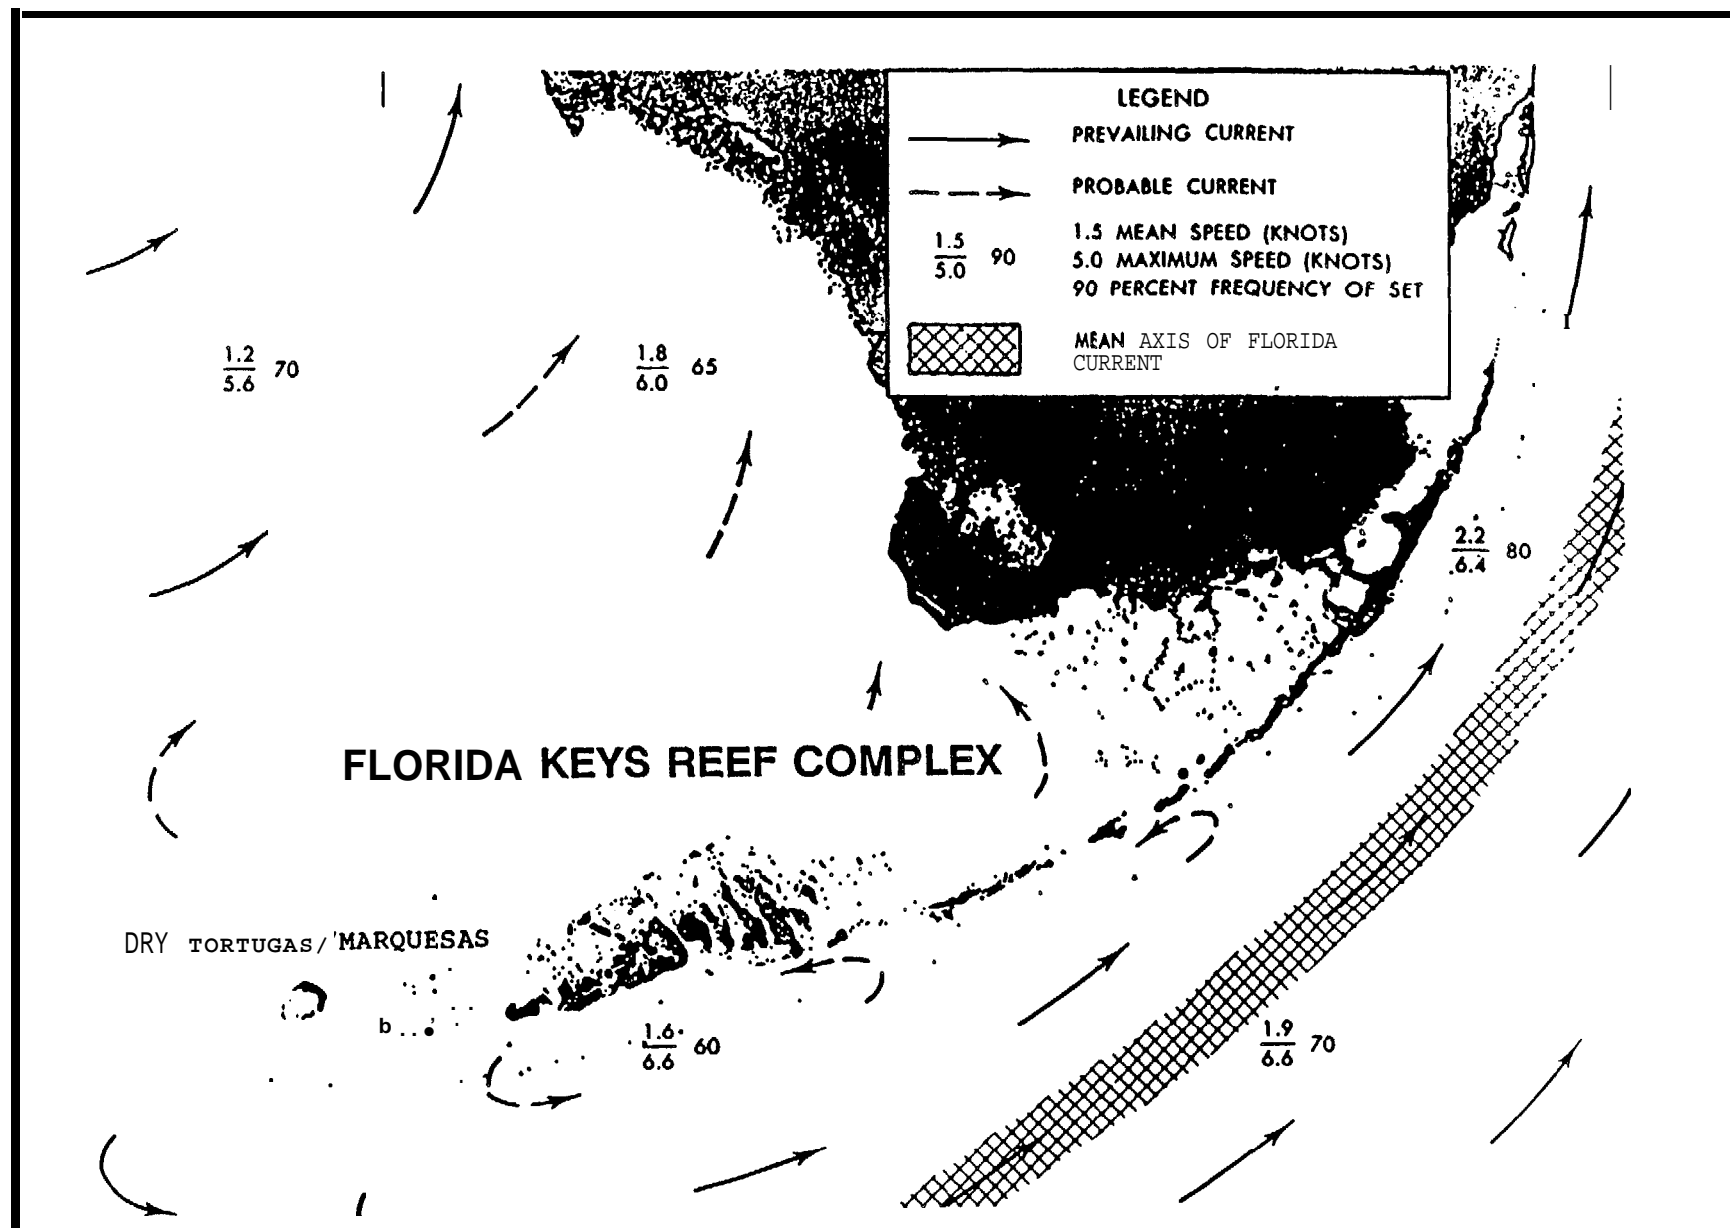 LEGEND
PREVAILING CURRENT
PROBABLE CURRENT
1.5
5.0 90
1.5 MEAN SPEED (KNOTS)
5.0 MAXIMUM SPEED (KNOTS)
90 PERCENT FREQUENCY OF SET
MEAN AXIS OF FLORIDA
CURRENT
1.2
5.6 70
1.8
6.0 65
2.2
6.4 80
FLORIDA KEYS REEF COMPLEX
DRY TORTUGAS/ MARQUESAS
b
1.6
6.6 60
1.9
6.6 70